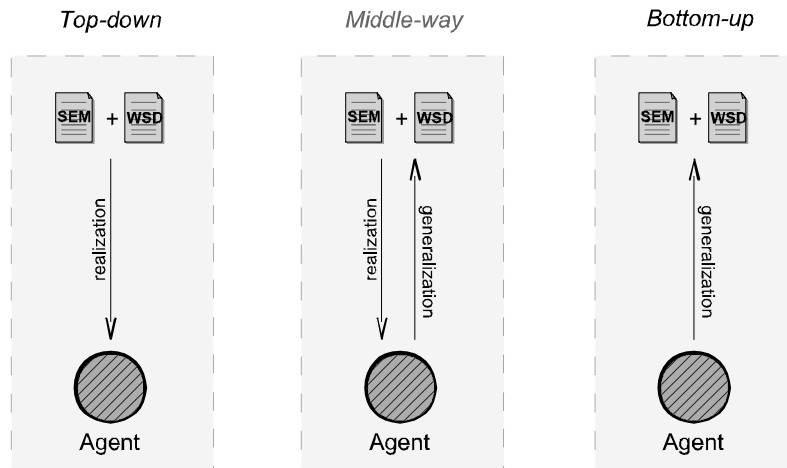 Top-down
Middle-way
Bottom-up
SEM + WSD
SEM + WSD
SEM + WSD
realization
realization
generalization
generalization
Agent
Agent
Agent